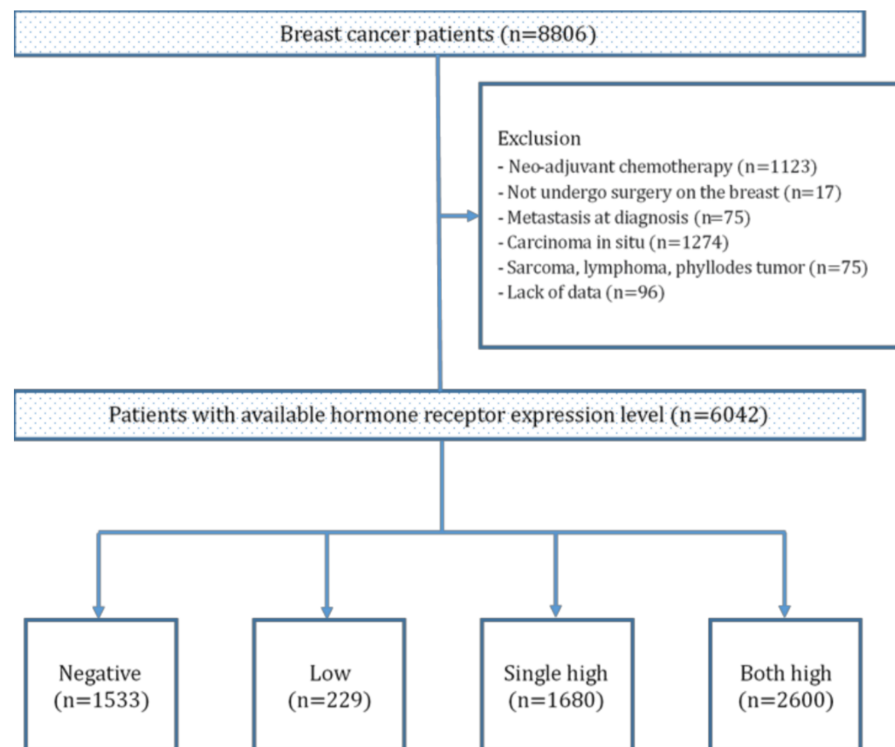 Breast cancer patients (n=8806)
Exclusion
- Neo-adjuvant chemotherapy (n=1123)
- Not undergo surgery on the breast (n=17)
- Metastasis at diagnosis (n=75)
- Carcinoma in situ (n=1274)
- Sarcoma, lymphoma, phyllodes tumor (n=75)
- Lack of data (n=96)
Patients with available hormone receptor expression level (n=6042)
Negative
(n=1533)
Low
(n=229)
Single high
(n=1680)
Both high
(n=2600)